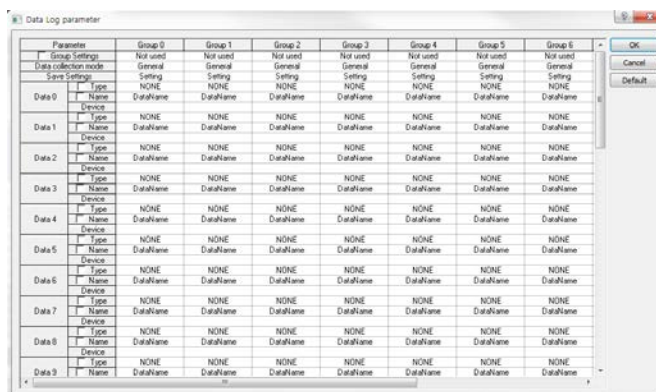 Data Log parameter
Parameter Group 0 Group 1 Group 2 Group 3 Group 4 Group 5 Group 6
Group Settings Not used Not used Not used Not used Not used Not used Not used
Data collection mode General General General General General General General
Save Settings Setting Setting Setting Setting Setting Setting Setting
Data 0 Type NONE NONE NONE NONE NONE NONE NONE
Name DataName DataName DataName DataName DataName DataName DataName
Device
Data 1 Type NONE NONE NONE NONE NONE NONE NONE
Name DataName DataName DataName DataName DataName DataName DataName
Device
Data 2 Type NONE NONE NONE NONE NONE NONE NONE
Name DataName DataName DataName DataName DataName DataName DataName
Device
Data 3 Type NONE NONE NONE NONE NONE NONE NONE
Name DataName DataName DataName DataName DataName DataName DataName
Device
Data 4 Type NONE NONE NONE NONE NONE NONE NONE
Name DataName DataName DataName DataName DataName DataName DataName
Device
Data 5 Type NONE NONE NONE NONE NONE NONE NONE
Name DataName DataName DataName DataName DataName DataName DataName
Device
Data 6 Type NONE NONE NONE NONE NONE NONE NONE
Name DataName DataName DataName DataName DataName DataName DataName
Device
Data 7 Type NONE NONE NONE NONE NONE NONE NONE
Name DataName DataName DataName DataName DataName DataName DataName
Device
Data 8 Type NONE NONE NONE NONE NONE NONE NONE
Name DataName DataName DataName DataName DataName DataName DataName
Device
Data 9 Type NONE NONE NONE NONE NONE NONE NONE
Name DataName DataName DataName DataName DataName DataName DataName
OK
Cancel
Default